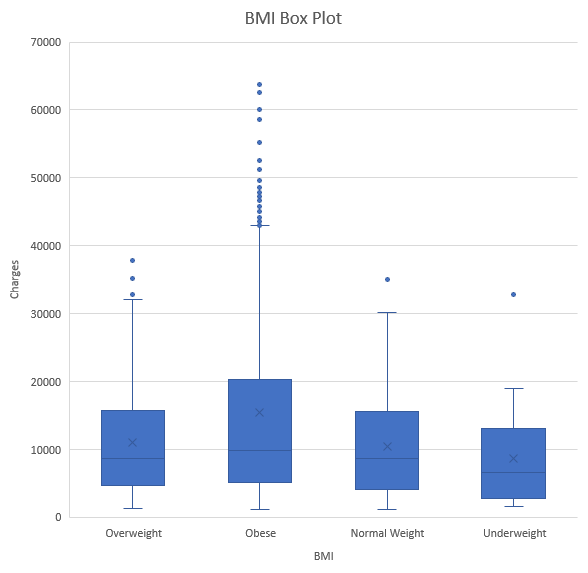 BMI Box Plot
70000
60000
50000
40000
30000
20000
10000
0
Charges
Overweight
Obese
Normal Weight
Underweight
BMI